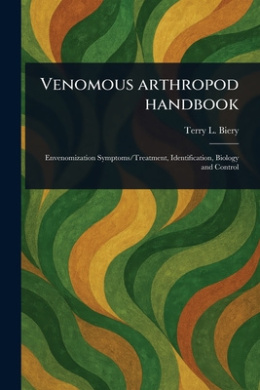 Venomous arthropod
handbook
Terry L. Biery
Envenomization Symptoms/Treatment, Identification, Biology
and Control